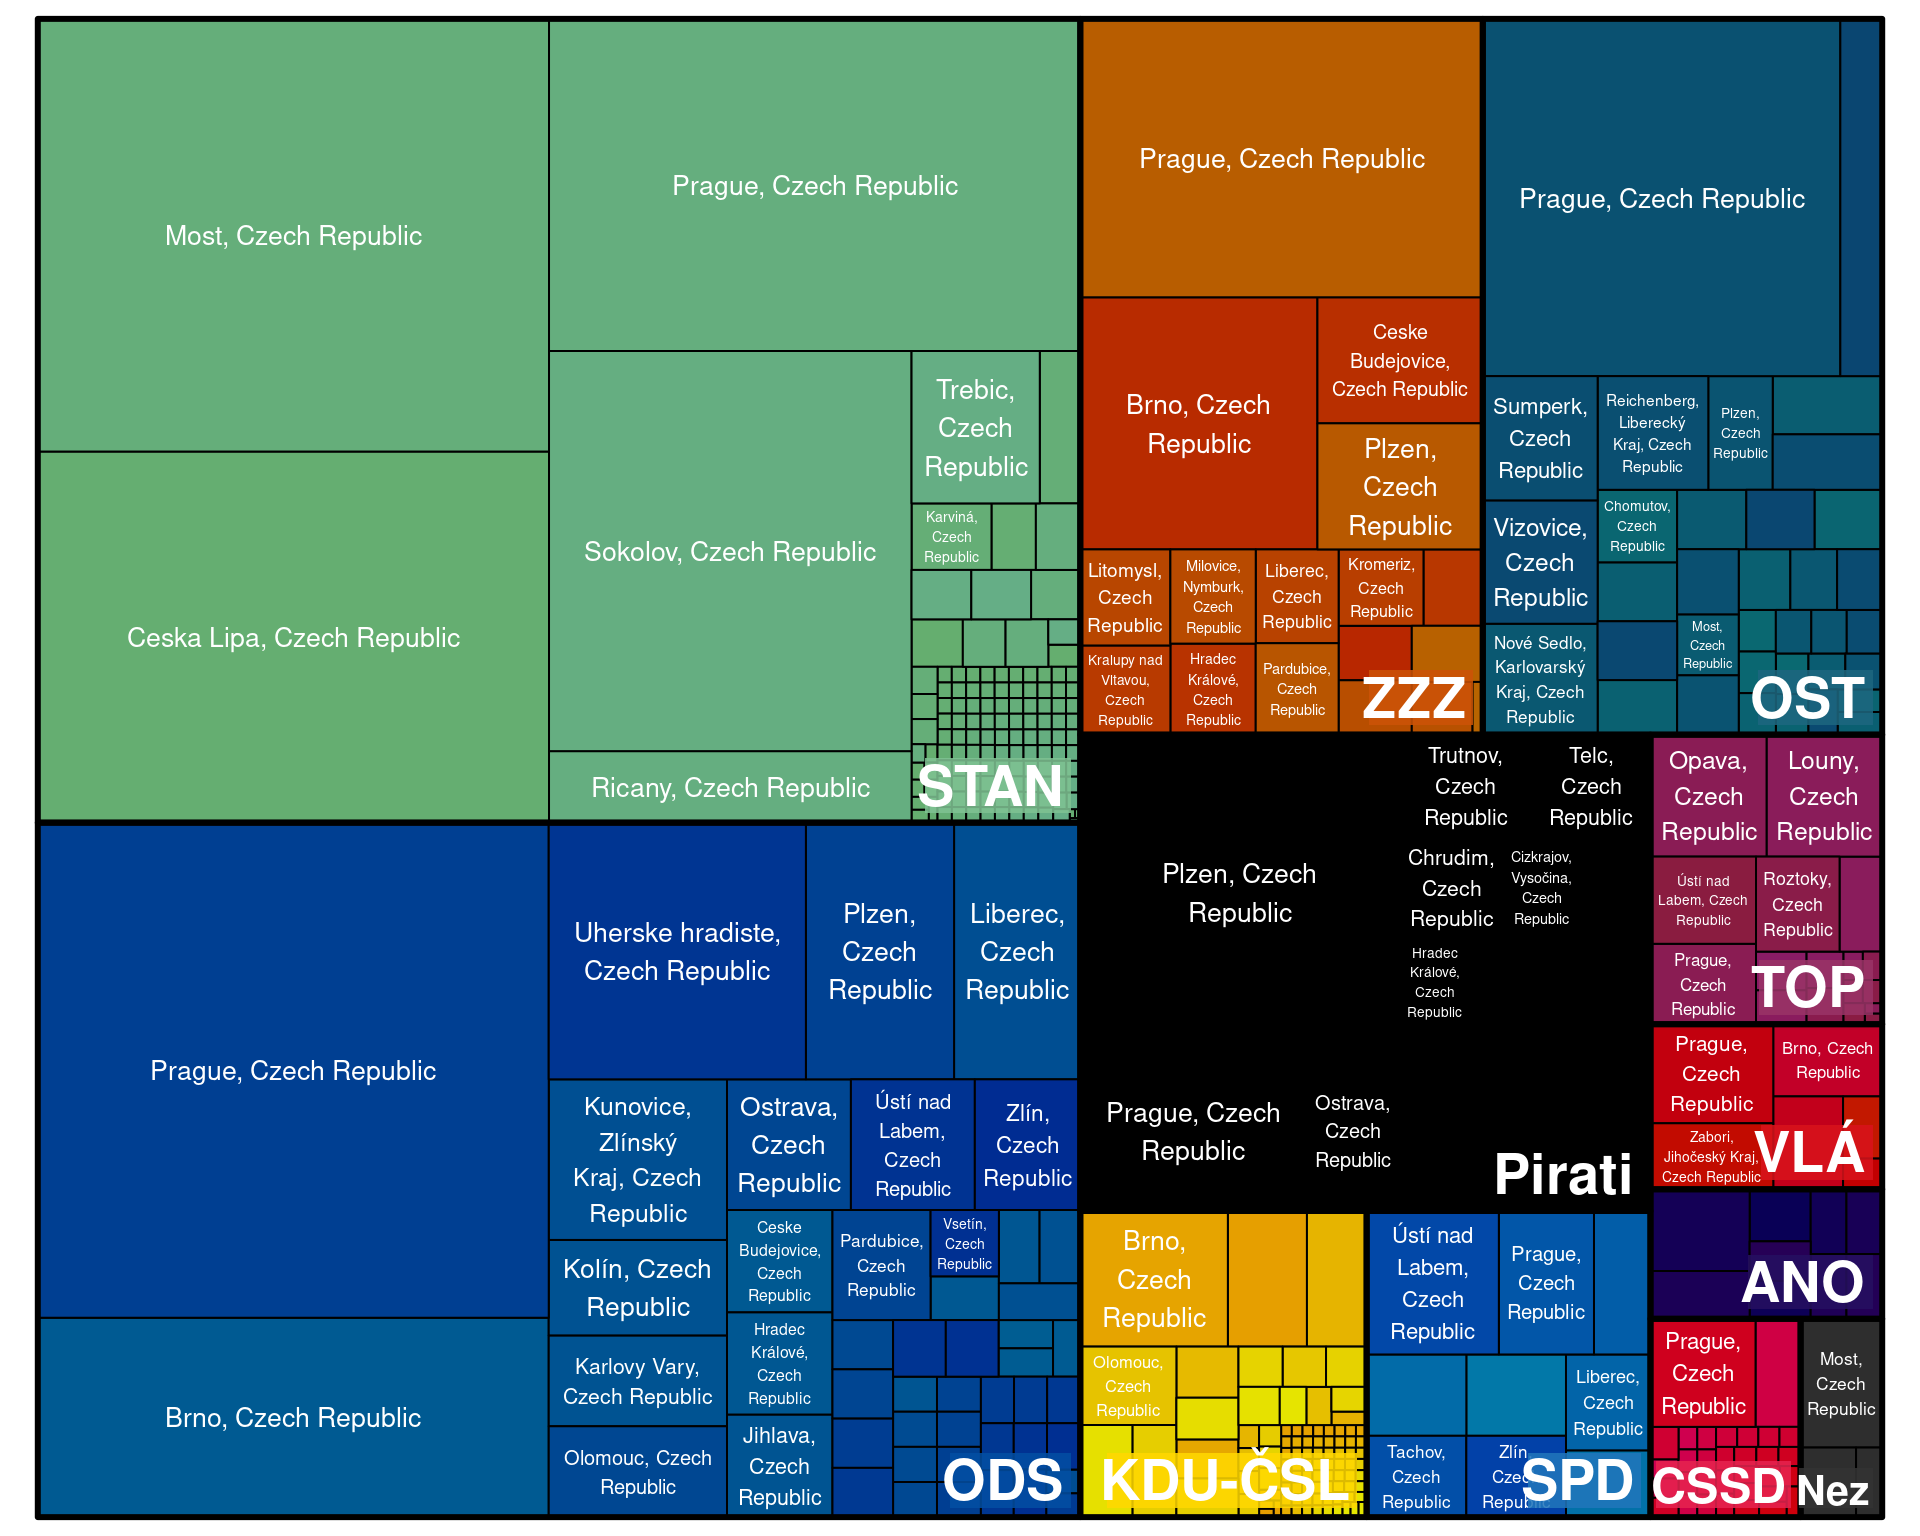 Most, Czech Republic
Ceska Lipa, Czech Republic
Prague, Czech Republic
Sokolov, Czech Republic
Ricany, Czech Republic
Trebic,
Czech
Republic
Karviná,
Czech
Republic
STAN
Prague, Czech Republic
Brno, Czech
Republic
Ceske
Budejovice,
Czech Republic
Plzen,
Czech
Republic
Litomysl,
Czech
Republic
Milovice,
Nymburk,
Czech
Republic
Liberec,
Czech
Republic
Kromeriz,
Czech
Republic
Kralupy nad
Vltavou,
Czech
Republic
Hradec
Králové,
Czech
Republic
Pardubice,
Czech
Republic
ZZZ
Prague, Czech Republic
Sumperk,
Czech
Republic
Reichenberg,
Liberecký
Kraj, Czech
Republic
Plzen,
Czech
Republic
Vizovice,
Czech
Republic
Chomutov,
Czech
Republic
Nové Sedlo,
Karlovarský
Kraj, Czech
Republic
Most,
Czech
Republic
OST
Prague, Czech Republic
Brno, Czech Republic
Uherske hradiste,
Czech Republic
Plzen,
Czech
Republic
Liberec,
Czech
Republic
Kunovice,
Zlínský
Kraj, Czech
Republic
Ostrava,
Czech
Republic
Ústí nad
Labem,
Czech
Republic
Zlín,
Czech
Republic
Kolín, Czech
Republic
Ceske
Budejovice,
Czech
Republic
Pardubice,
Czech
Republic
Vsetín,
Czech
Republic
Karlovy Vary,
Czech Republic
Hradec
Králové,
Czech
Republic
Olomouc, Czech
Republic
Jihlava,
Czech
Republic
ODS
Plzen, Czech
Republic
Trutnov,
Czech
Republic
Telc,
Czech
Republic
Chrudim,
Czech
Republic
Cizkrajov,
Vysočina,
Czech
Republic
Hradec
Králové,
Czech
Republic
Prague, Czech
Republic
Ostrava,
Czech
Republic
Pirati
Opava,
Czech
Republic
Louny,
Czech
Republic
Ústí nad
Labem, Czech
Republic
Roztoky,
Czech
Republic
Prague,
Czech
Republic
TOP
Prague,
Czech
Republic
Brno, Czech
Republic
Zabori,
Jihočeský Kraj,
Czech Republic
VLÁ
ANO
Brno,
Czech
Republic
Olomouc,
Czech
Republic
KDU-ČSL
Ústí nad
Labem,
Czech
Republic
Prague,
Czech
Republic
Liberec,
Czech
Republic
Tachov,
Czech
Republic
Zlín
Czech
Republic
SPD
Prague,
Czech
Republic
CSSD
Most,
Czech
Republic
Nez